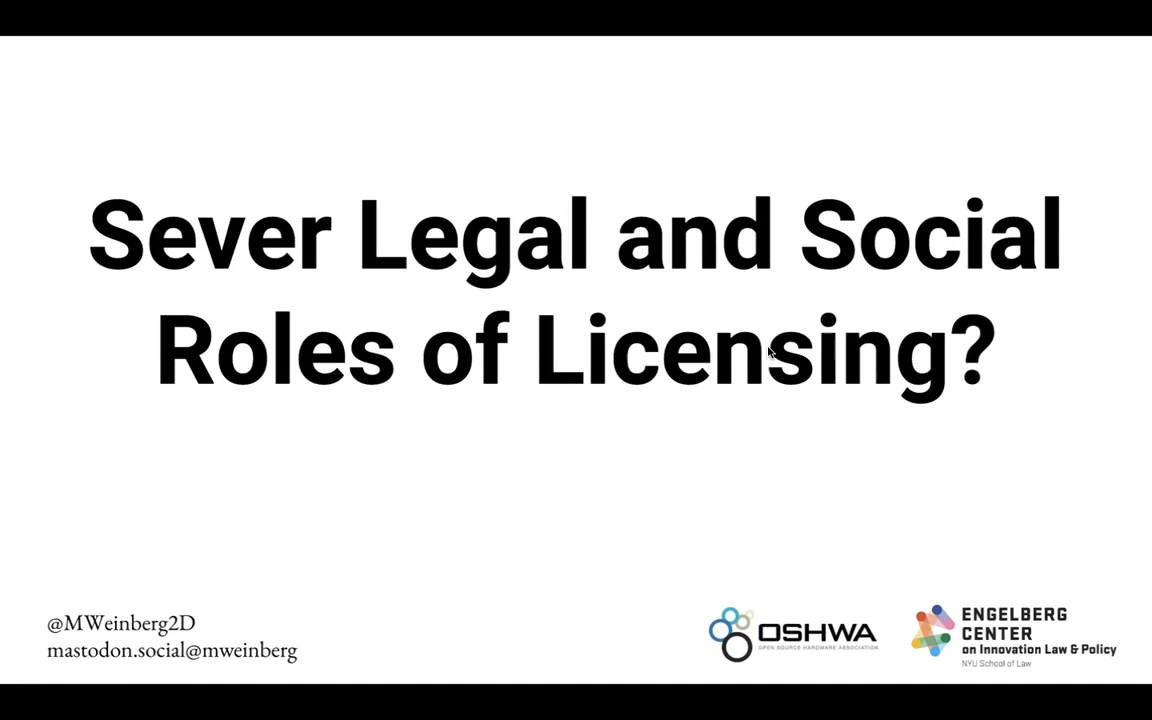 Sever Legal and Social
Roles of Licensing?
@MWeinberg2D
mastodon.social@mweinberg
OSHWA
OPEN SOURCE HARDWARE ASSOCIATION
ENGELBERG
CENTER
on Innovation Law & Policy
NYU School of Law